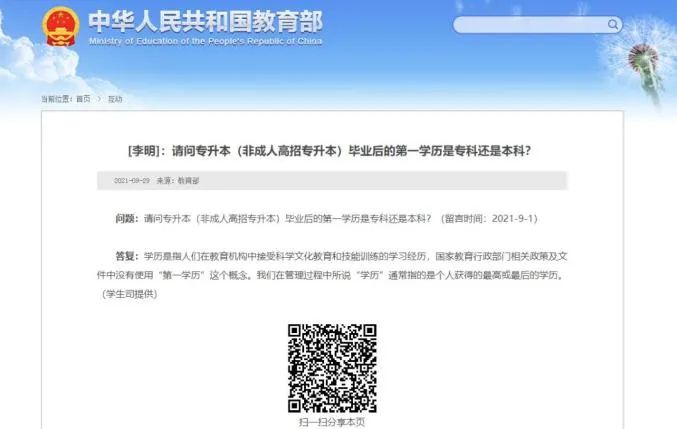 中华人民共和国教育部
Ministry of Education of the People's Republic of China
当前位置: 首页 > 互动
[李明]：请问专升本（非成人高招专升本）毕业后的第一学历是专科还是本科？
2021-09-29 来源：教育部
问题：请问专升本（非成人高招专升本）毕业后的第一学历是专科还是本科？（留言时间：2021-9-1）
答复：学历是指人们在教育机构中接受科学文化教育和技能训练的学习经历，国家教育行政部门相关政策及文
件中没有使用“第一学历”这个概念。我们在管理过程中所说“学历”通常指的是个人获得的最高或最后的学历。
（学生司提供）
扫一扫分享本页